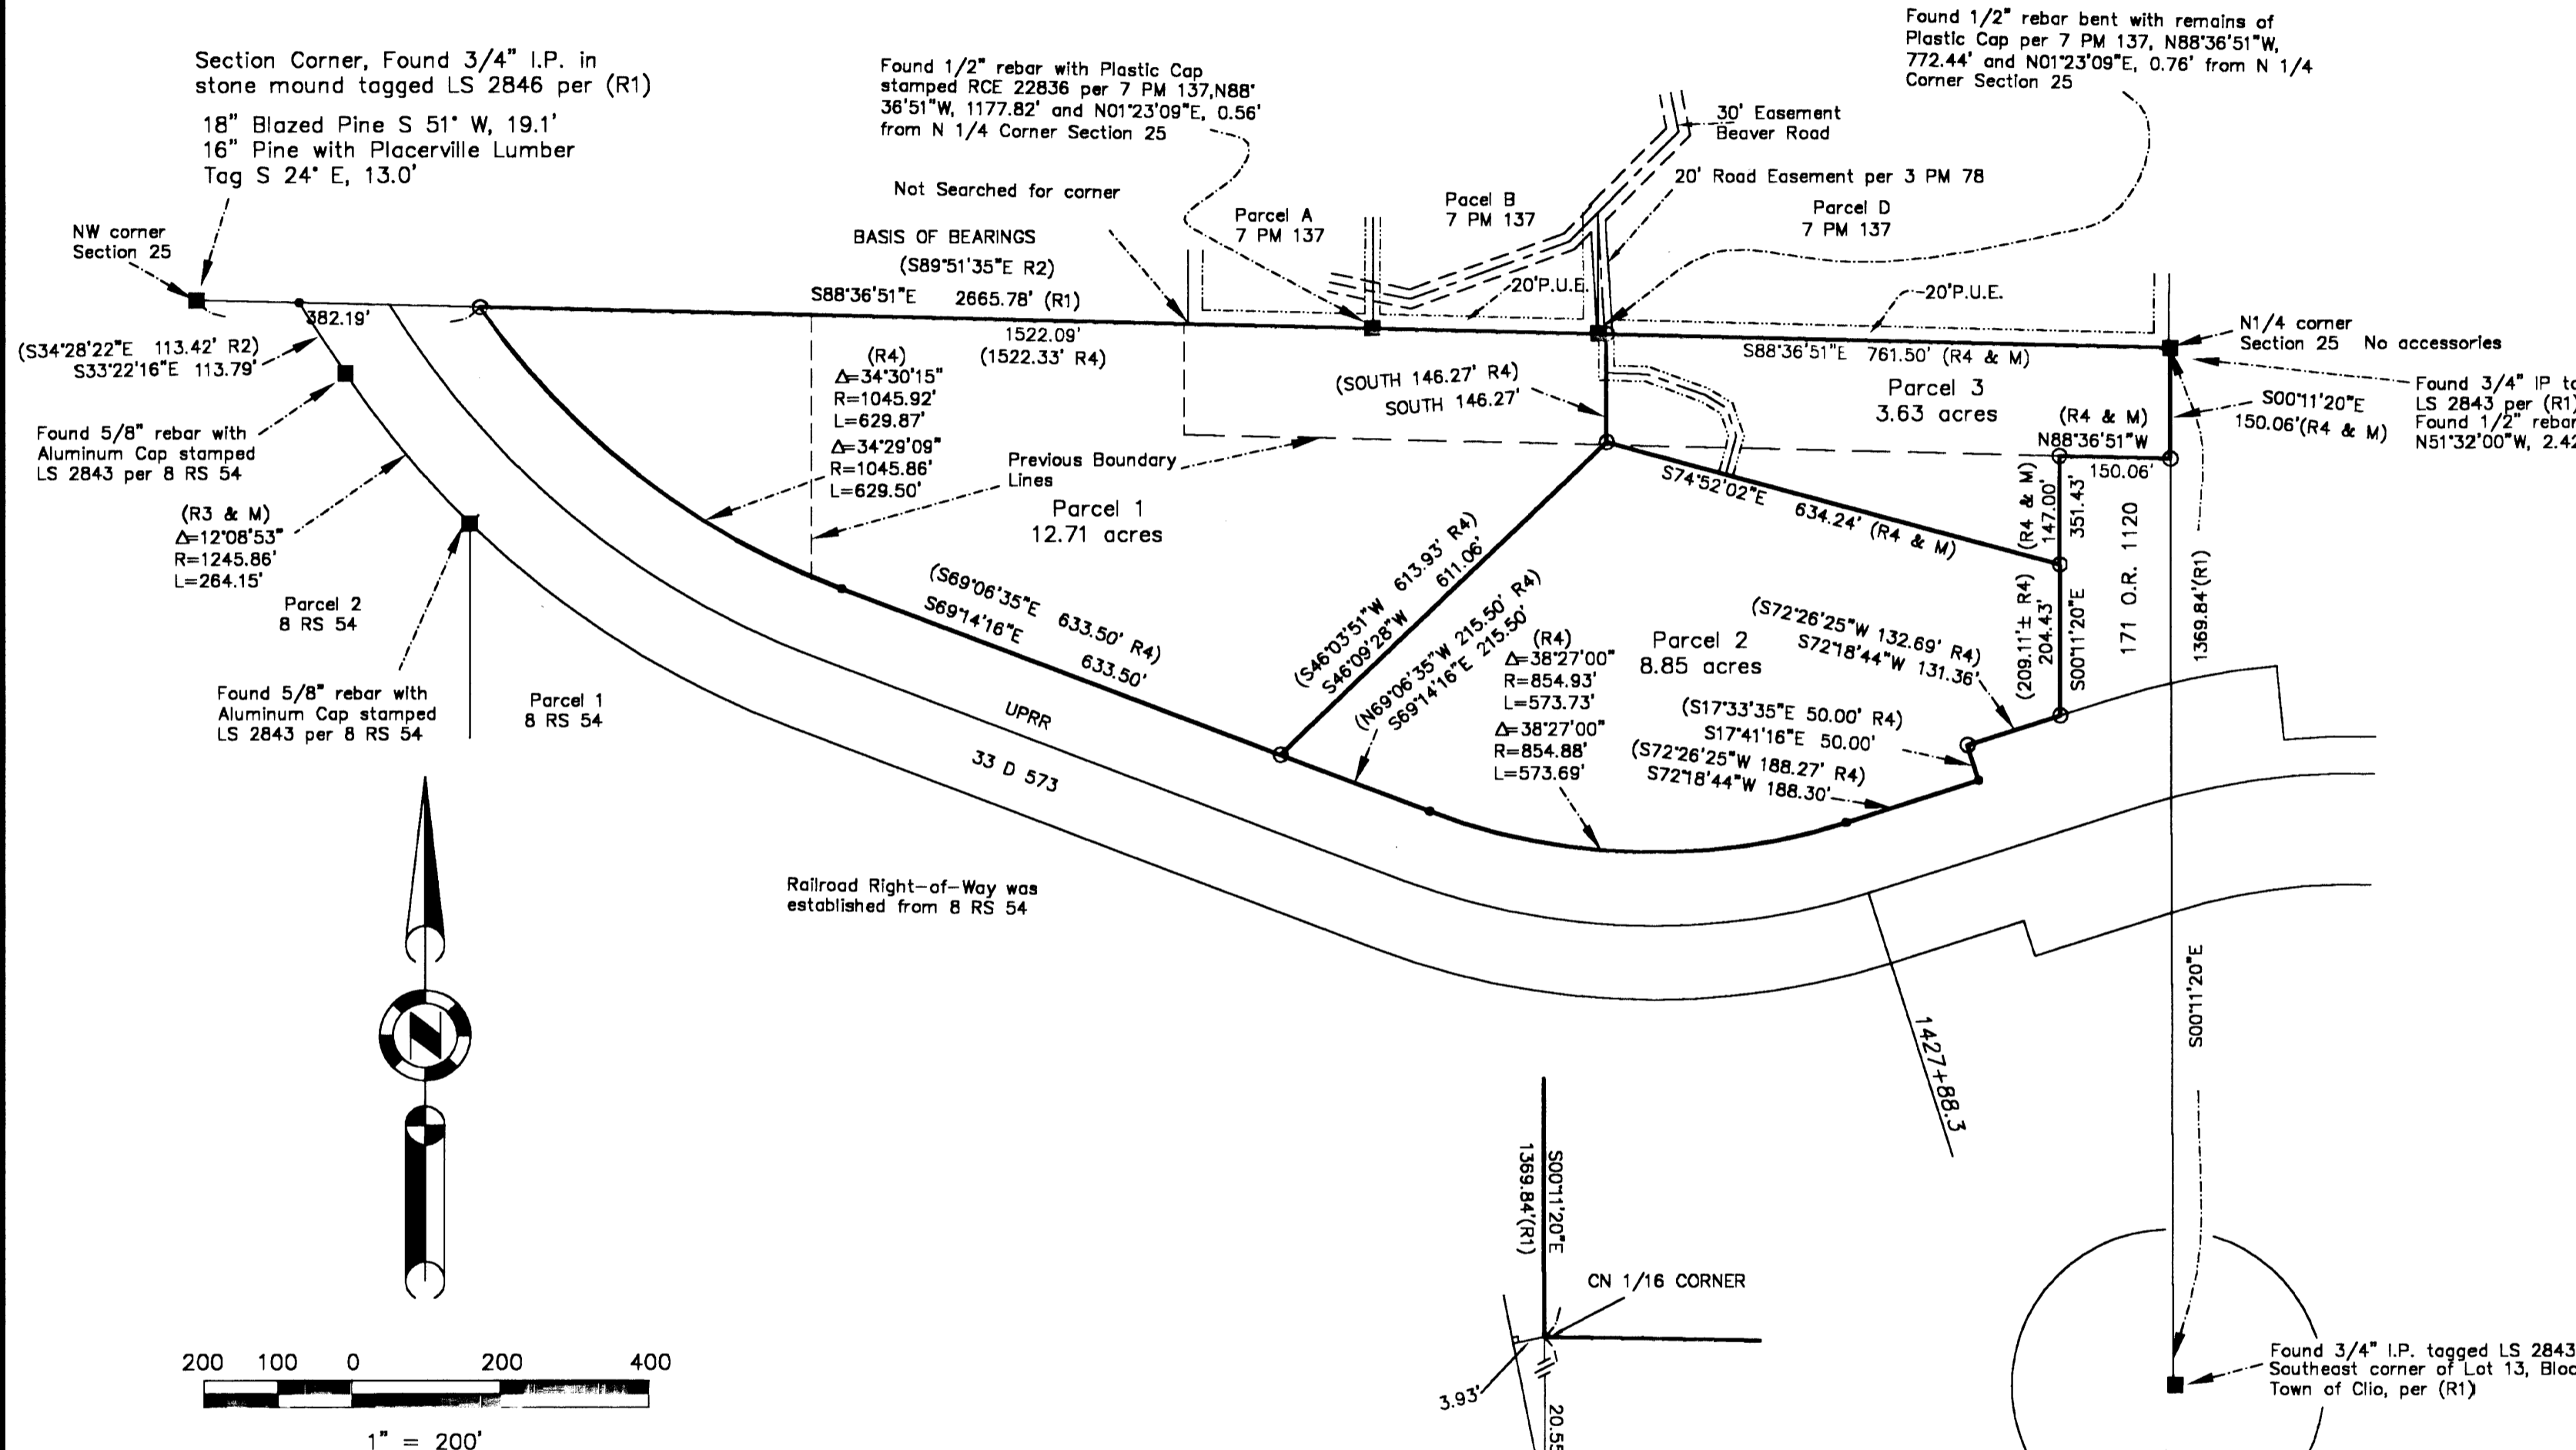 Section Corner, Found 3/4" I.P. in
stone mound tagged LS 2846 per (R1)
18" Blazed Pine S 51° W, 19.1'
16" Pine with Placerville Lumber
Tag S 24° E, 13.0'
NW corner
Section 25
Found 1/2" rebar with Plastic Cap
stamped RCE 22836 per 7 PM 137,N88°
36'51"W, 1177.82' and N01°23'09"E, 0.56'
from N 1/4 Corner Section 25
Not Searched for corner
BASIS OF BEARINGS
(S89°51'35"E R2)
S88°36'51"E 2665.78' (R1)
Parcel A
7 PM 137
Pacel B
7 PM 137
30' Easement
Beaver Road
20' Road Easement per 3 PM 78
Parcel D
7 PM 137
Found 1/2" rebar bent with remains of
Plastic Cap per 7 PM 137, N88°36'51"W,
772.44' and N01°23'09"E, 0.76' from N 1/4
Corner Section 25
20'P.U.E.
20'P.U.E.
N1/4 corner
Section 25 No accessories
Found 3/4" IP
LS 2843 per (R1)
Found 1/2" rebar
N51°32'00"W, 2.42
382.19'
(S34°28'22"E 113.42' R2)
S33°22'16"E 113.79'
Found 5/8" rebar with
Aluminum Cap stamped
LS 2843 per 8 RS 54
(R3 & M)
Δ=12°08'53"
R=1245.86'
L=264.15'
Parcel 2
8 RS 54
Found 5/8" rebar with
Aluminum Cap stamped
LS 2843 per 8 RS 54
Parcel 1
8 RS 54
1522.09'
(1522.33' R4)
(R4)
Δ=34°30'15"
R=1045.92'
L=629.87'
Δ=34°29'09"
R=1045.86'
L=629.50'
Previous Boundary
Lines
Parcel 1
12.71 acres
(SOUTH 146.27' R4)
SOUTH 146.27'
S88°36'51"E 761.50' (R4 & M)
Parcel 3
3.63 acres
(R4 & M)
N88°36'51"W
150.06'
S00°11'20"E
150.06'(R4 & M)
S74°52'02"E 634.24' (R4 & M)
(R4 & M)
147.00'
351.43'
(209.11'± R4)
204.43'
S00°11'20"E
171 O.R. 1120
1369.84'(R1)
(S69°06'35"E 633.50' R4)
S69°14'16"E 633.50'
(S46°03'51"W 613.93' R4)
S46°09'28"W 611.06'
(N69°06'35"W 215.50' R4)
S69°14'16"E 215.50'
(R4)
Δ=38°27'00"
R=854.93'
L=573.73'
Δ=38°27'00"
R=854.88'
L=573.69'
Parcel 2
8.85 acres
(S72°26'25"W 132.69' R4)
S72°18'44"W 131.36'
(S17°33'35"E 50.00' R4)
S17°41'16"E 50.00'
(S72°26'25"W 188.27' R4)
S72°18'44"W 188.30'
UPRR
33 D 573
Railroad Right-of-Way was
established from 8 RS 54
1427+88.3
S00°11'20"E
N
S00°11'20"E
1369.84'(R1)
CN 1/16 CORNER
3.93'
20.55
200 100 0 200 400
1" = 200'
Found 3/4" I.P. tagged LS 2843
Southeast corner of Lot 13,
Town of Clio, per (R1)